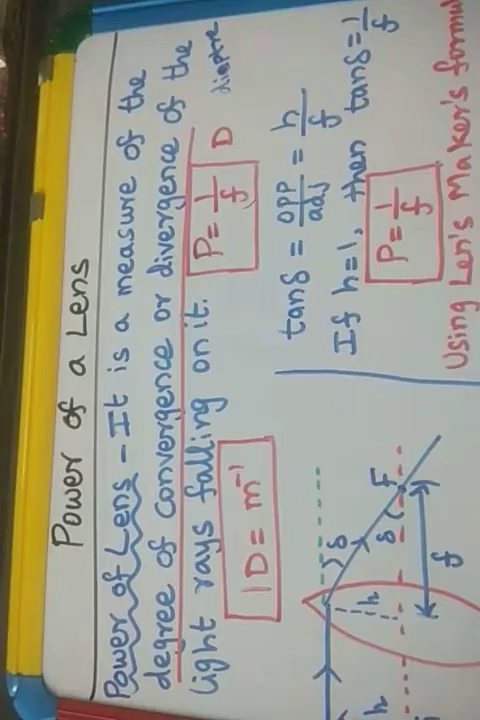 Power of a Lens
Power of Lens - It is a measure of the
degree of convergence or divergence of the
light rays falling on it. P = 1/f D
dioptre
1D = m⁻¹
tanδ = opp/adj = h/f
If h=1, then tanδ = 1/f
P = 1/f
Using Len's Maker's formul
h
h
δ
δ
F
f